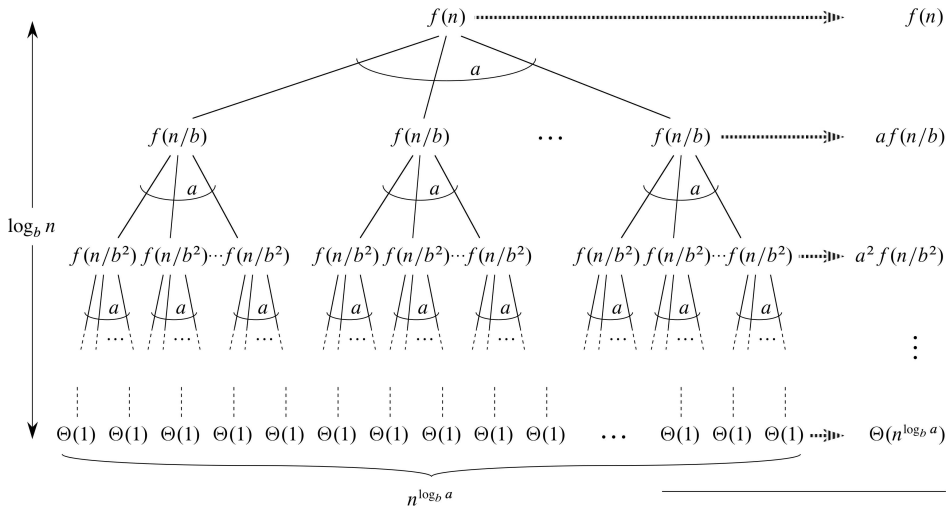 f(n) f(n)
a
f(n/b) f(n/b) ··· f(n/b) a f(n/b)
a a a
log_b n
f(n/b²) f(n/b²)···f(n/b²) f(n/b²) f(n/b²)···f(n/b²) f(n/b²) f(n/b²)···f(n/b²) a² f(n/b²)
a a a a a a a a a
··· ··· ··· ··· ··· ··· ··· ··· ··· ⋮
Θ(1) Θ(1) Θ(1) Θ(1) Θ(1) Θ(1) Θ(1) Θ(1) Θ(1) Θ(1) ··· Θ(1) Θ(1) Θ(1) Θ(n^{log_b a})
n^{log_b a}